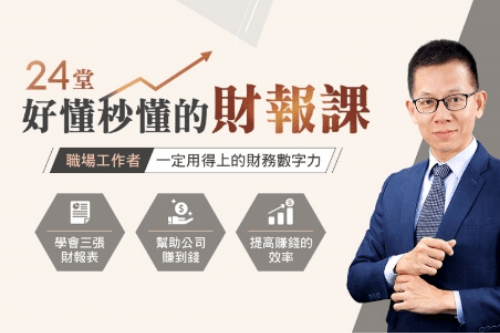 24堂
好懂秒懂的財報課
職場工作者 一定用得上的財務數字力
學會三張
財報表
幫助公司
賺到錢
提高賺錢的
效率